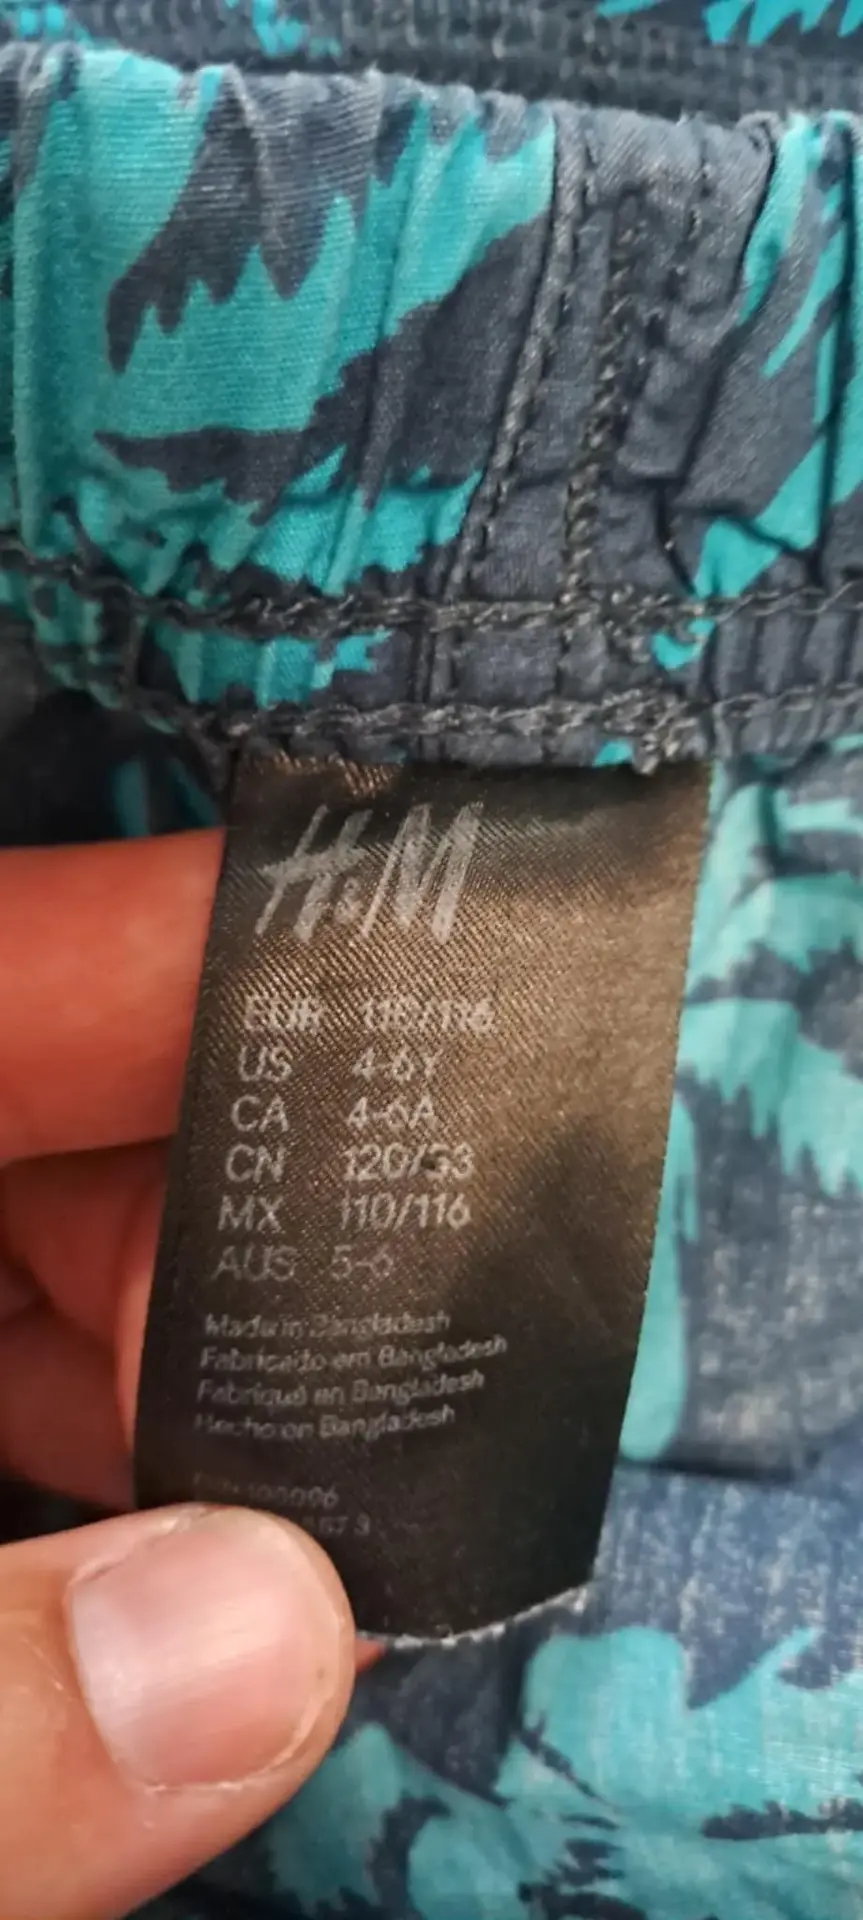 H&M
EUR 110/116
US 4-6Y
CA 4-6A
CN 120/53
MX 110/116
AUS 5-6
Made in Bangladesh
Fabricado em Bangladesh
Fabriqué en Bangladesh
Hecho en Bangladesh